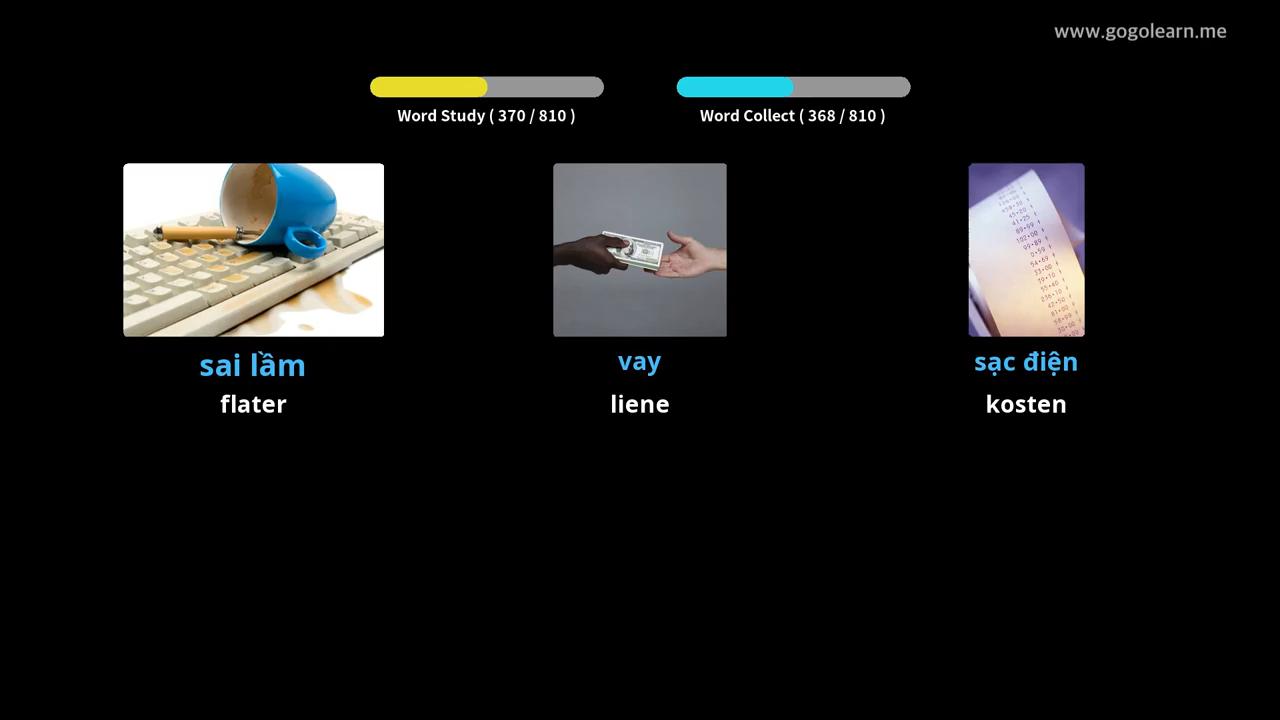 www.gogolearn.me
Word Study ( 370 / 810 )
Word Collect ( 368 / 810 )
sai lầm
vay
sạc điện
flater
liene
kosten